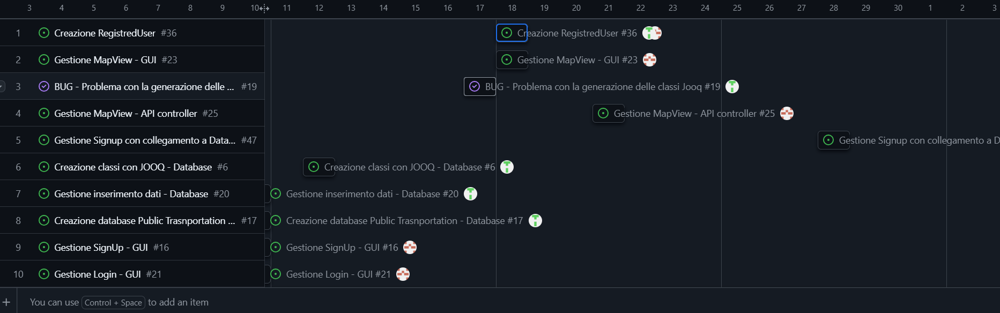 3 4 5 6 7 8 9 10 11 12 13 14 15 16 17 18 19 20 21 22 23 24 25 26 27 28 29 30 1 2 3
1 Creazione RegistredUser #36 Creazione RegistredUser #36
2 Gestione MapView - GUI #23 Gestione MapView - GUI #23
3 BUG - Problema con la generazione delle ... #19 BUG - Problema con la generazione delle classi Jooq #19
4 Gestione MapView - API controller #25 Gestione MapView - API controller #25
5 Gestione Signup con collegamento a Data... #47 Gestione Signup con collegamento a D
6 Creazione classi con JOOQ - Database #6 Creazione classi con JOOQ - Database #6
7 Gestione inserimento dati - Database #20 Gestione inserimento dati - Database #20
8 Creazione database Public Trasnportation ... #17 Creazione database Public Trasnportation - Database #17
9 Gestione SignUp - GUI #16 Gestione SignUp - GUI #16
10 Gestione Login - GUI #21 Gestione Login - GUI #21
+ You can use Control + Space to add an item